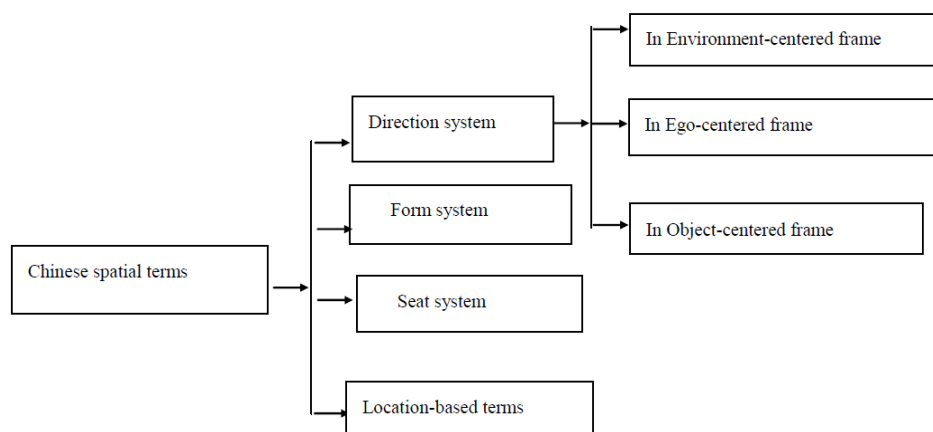 Chinese spatial terms
Direction system
Form system
Seat system
Location-based terms
In Environment-centered frame
In Ego-centered frame
In Object-centered frame